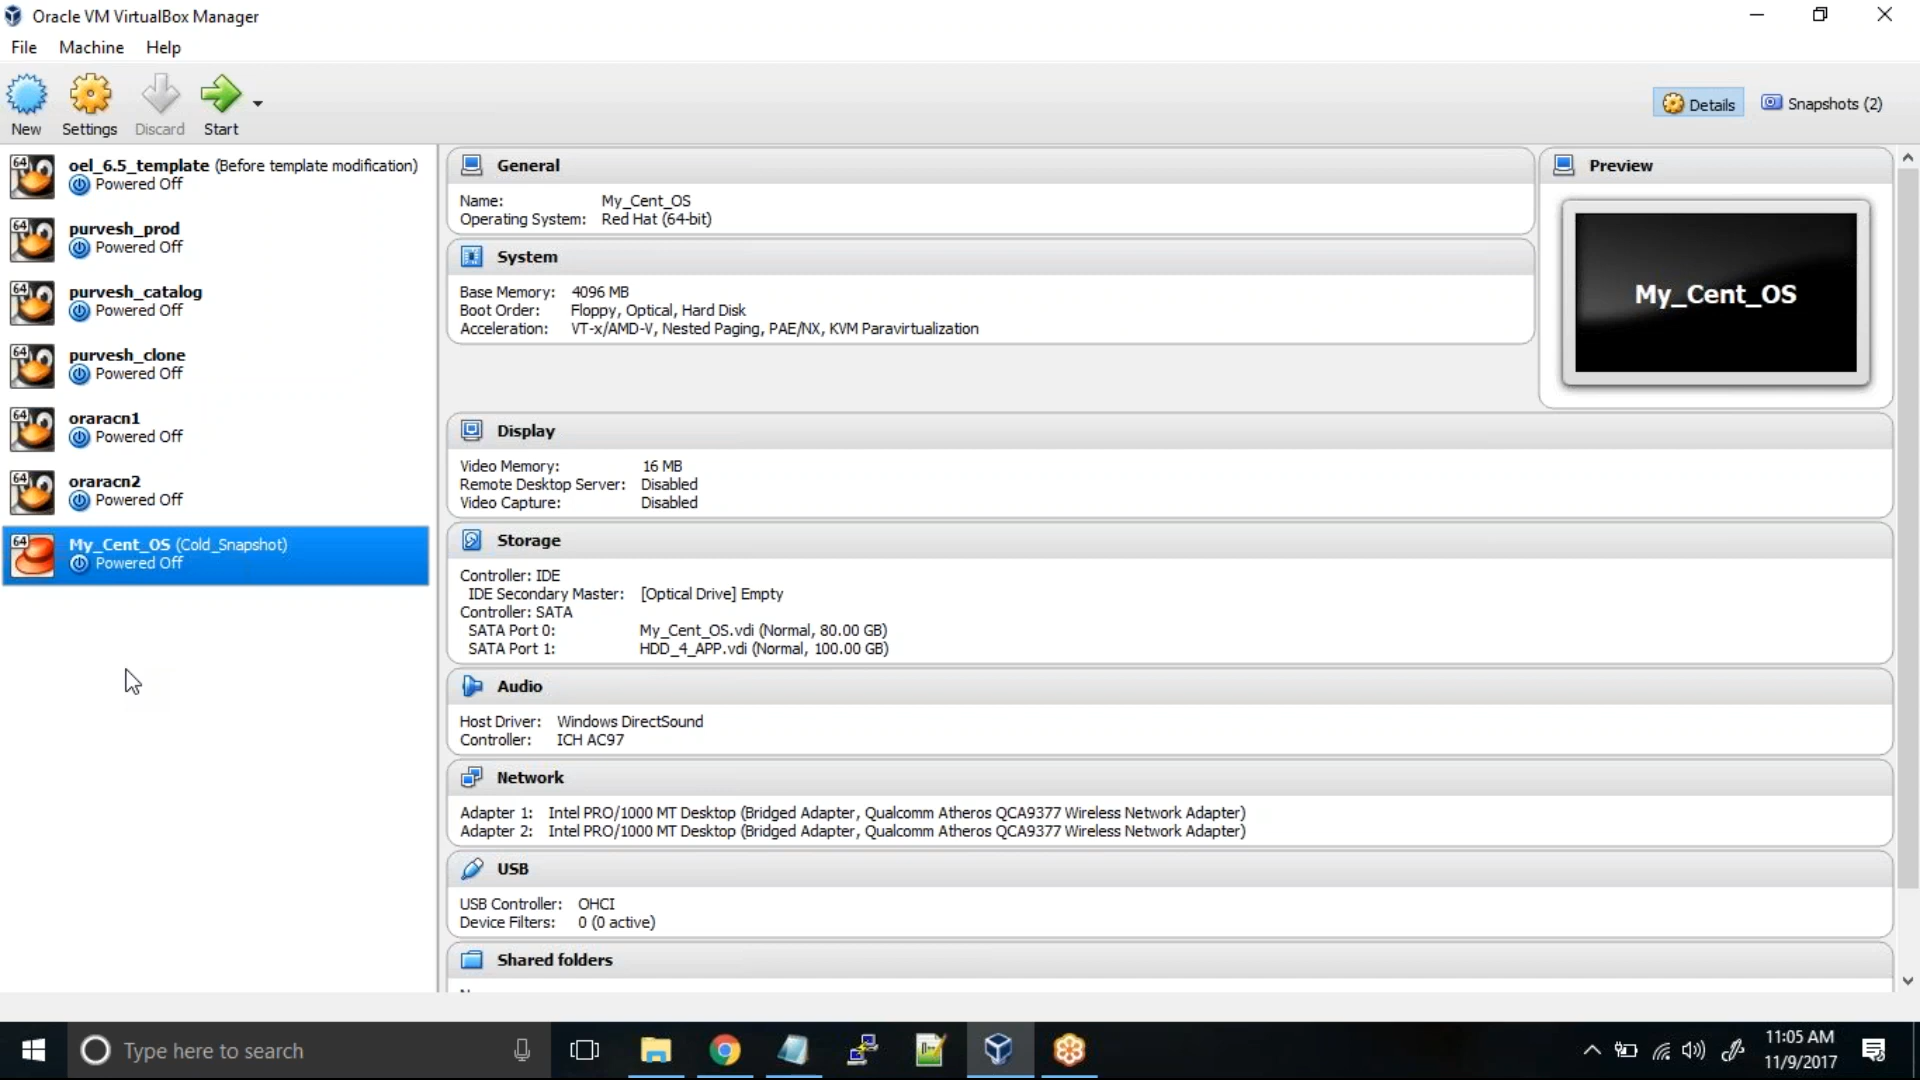 Oracle VM VirtualBox Manager
File Machine Help
New Settings Discard Start
Details Snapshots (2)
64 oel_6.5_template (Before template modification)
Powered Off
64 purvesh_prod
Powered Off
64 purvesh_catalog
Powered Off
64 purvesh_clone
Powered Off
64 oraracn1
Powered Off
64 oraracn2
Powered Off
64 My_Cent_OS (Cold_Snapshot)
Powered Off
General
Name: My_Cent_OS
Operating System: Red Hat (64-bit)
System
Base Memory: 4096 MB
Boot Order: Floppy, Optical, Hard Disk
Acceleration: VT-x/AMD-V, Nested Paging, PAE/NX, KVM Paravirtualization
Preview
My_Cent_OS
Display
Video Memory: 16 MB
Remote Desktop Server: Disabled
Video Capture: Disabled
Storage
Controller: IDE
IDE Secondary Master: [Optical Drive] Empty
Controller: SATA
SATA Port 0: My_Cent_OS.vdi (Normal, 80.00 GB)
SATA Port 1: HDD_4_APP.vdi (Normal, 100.00 GB)
Audio
Host Driver: Windows DirectSound
Controller: ICH AC97
Network
Adapter 1: Intel PRO/1000 MT Desktop (Bridged Adapter, Qualcomm Atheros QCA9377 Wireless Network Adapter)
Adapter 2: Intel PRO/1000 MT Desktop (Bridged Adapter, Qualcomm Atheros QCA9377 Wireless Network Adapter)
USB
USB Controller: OHCI
Device Filters: 0 (0 active)
Shared folders
Type here to search
11:05 AM
11/9/2017